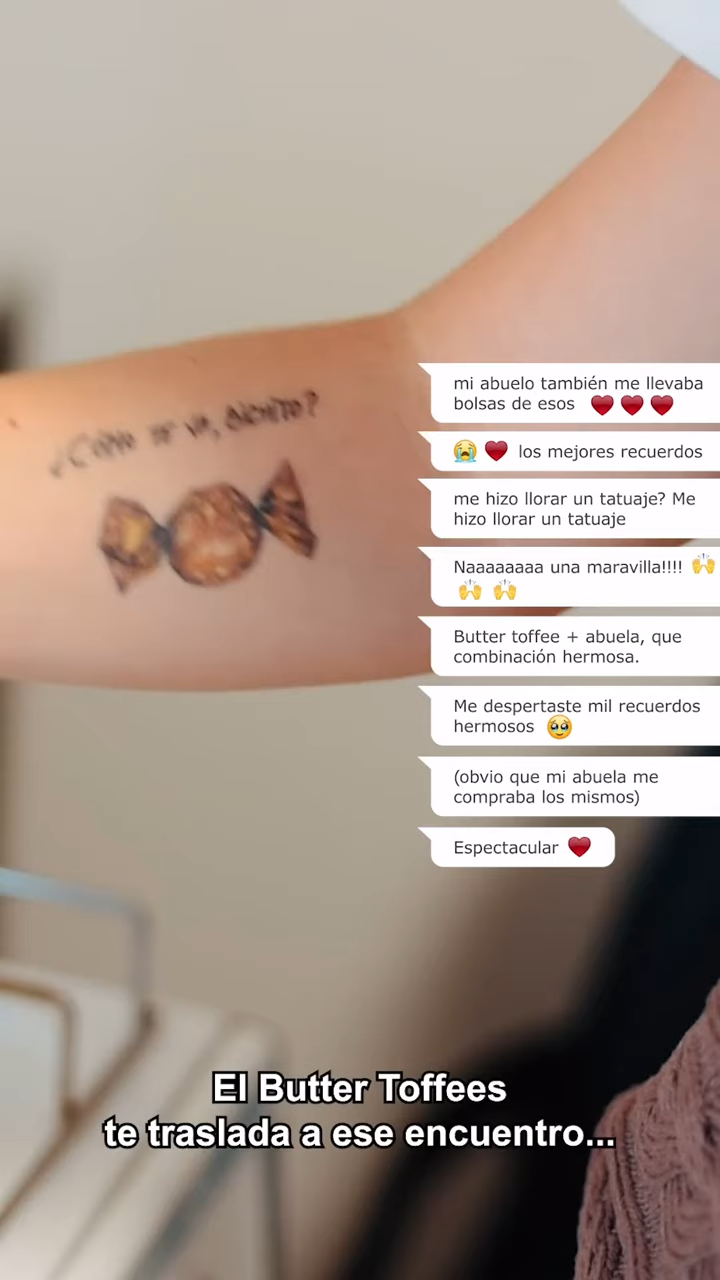 mi abuelo también me llevaba
bolsas de esos ♥️ ♥️ ♥️
😭 ♥️ los mejores recuerdos
me hizo llorar un tatuaje? Me
hizo llorar un tatuaje
Naaaaaaaa una maravilla!!!! 🙌
🙌 🙌
Butter toffee + abuela, que
combinación hermosa.
Me despertaste mil recuerdos
hermosos 🥹
(obvio que mi abuela me
compraba los mismos)
Espectacular ♥️
El Butter Toffees
te traslada a ese encuentro...